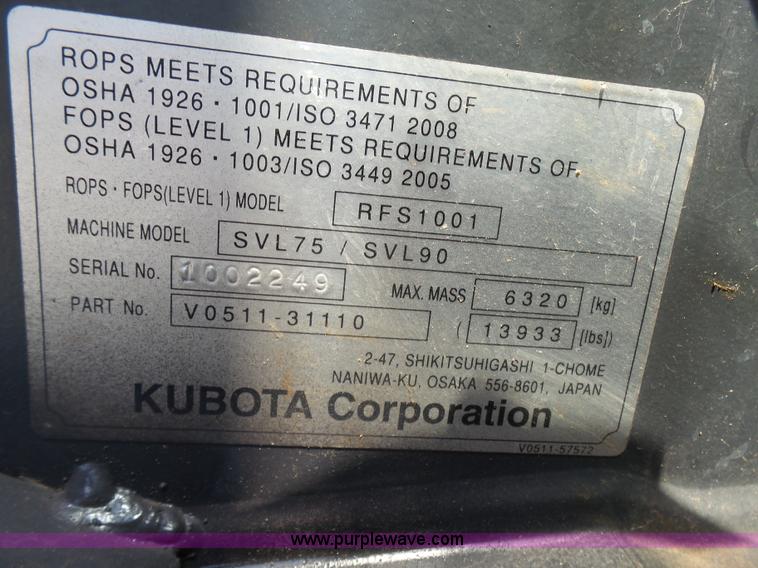 ROPS MEETS REQUIREMENTS OF
OSHA 1926・1001/ISO 3471 2008
FOPS (LEVEL 1) MEETS REQUIREMENTS OF
OSHA 1926・1003/ISO 3449 2005
ROPS・FOPS(LEVEL 1) MODEL RFS1001
MACHINE MODEL SVL75 / SVL90
SERIAL No. 1002249 MAX. MASS 6320 [kg]
PART No. V0511-31110 (13933 [lbs])
2-47, SHIKITSUHIGASHI 1-CHOME
NANIWA-KU, OSAKA 556-8601, JAPAN
KUBOTA Corporation
V0511-57572
www.purplewave.com